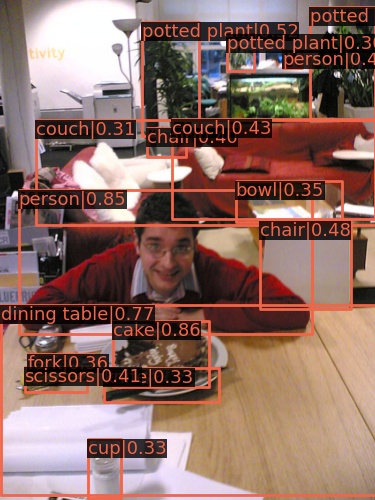 potted
potted plant|0.52
potted plant|0.3
person|0.4
tivity
couch|0.31
couch|0.43
chair|0.40
bowl|0.35
person|0.85
chair|0.48
dining table|0.77
cake|0.86
fork|0.36
scissors|0.41
|0.33
cup|0.33